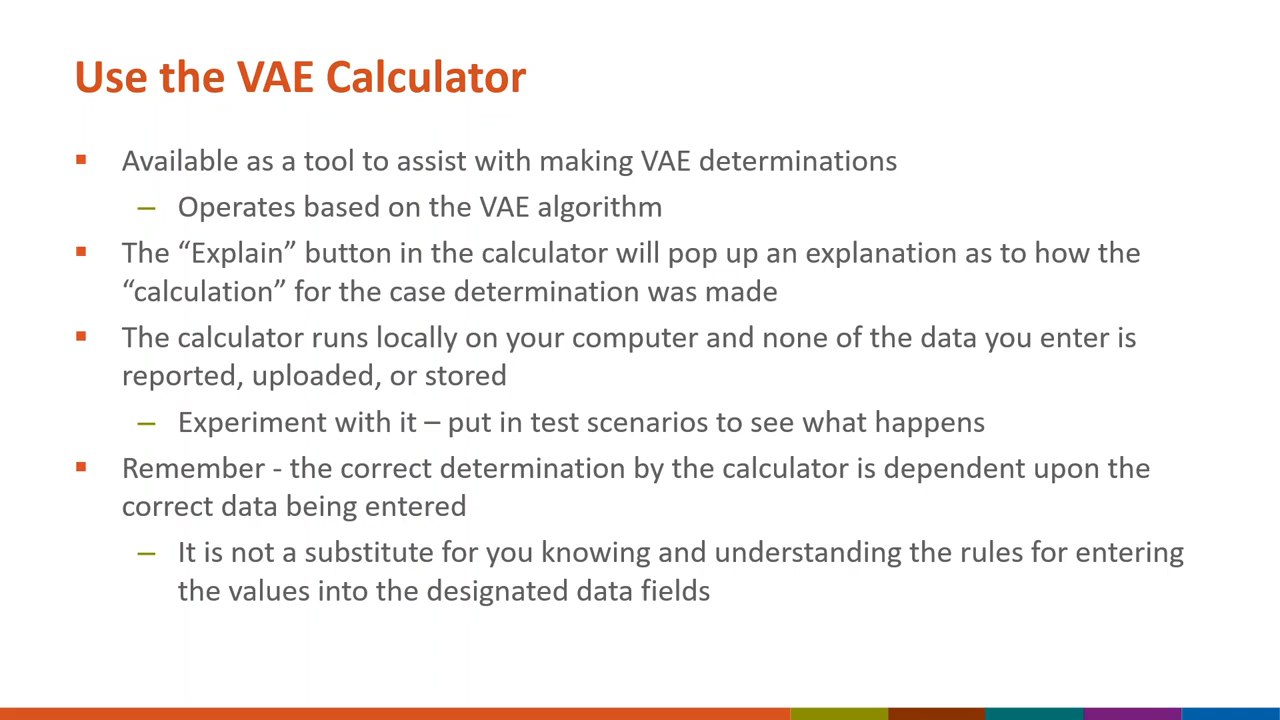 Use the VAE Calculator
▪ Available as a tool to assist with making VAE determinations
– Operates based on the VAE algorithm
▪ The “Explain” button in the calculator will pop up an explanation as to how the
“calculation” for the case determination was made
▪ The calculator runs locally on your computer and none of the data you enter is
reported, uploaded, or stored
– Experiment with it – put in test scenarios to see what happens
▪ Remember - the correct determination by the calculator is dependent upon the
correct data being entered
– It is not a substitute for you knowing and understanding the rules for entering
the values into the designated data fields